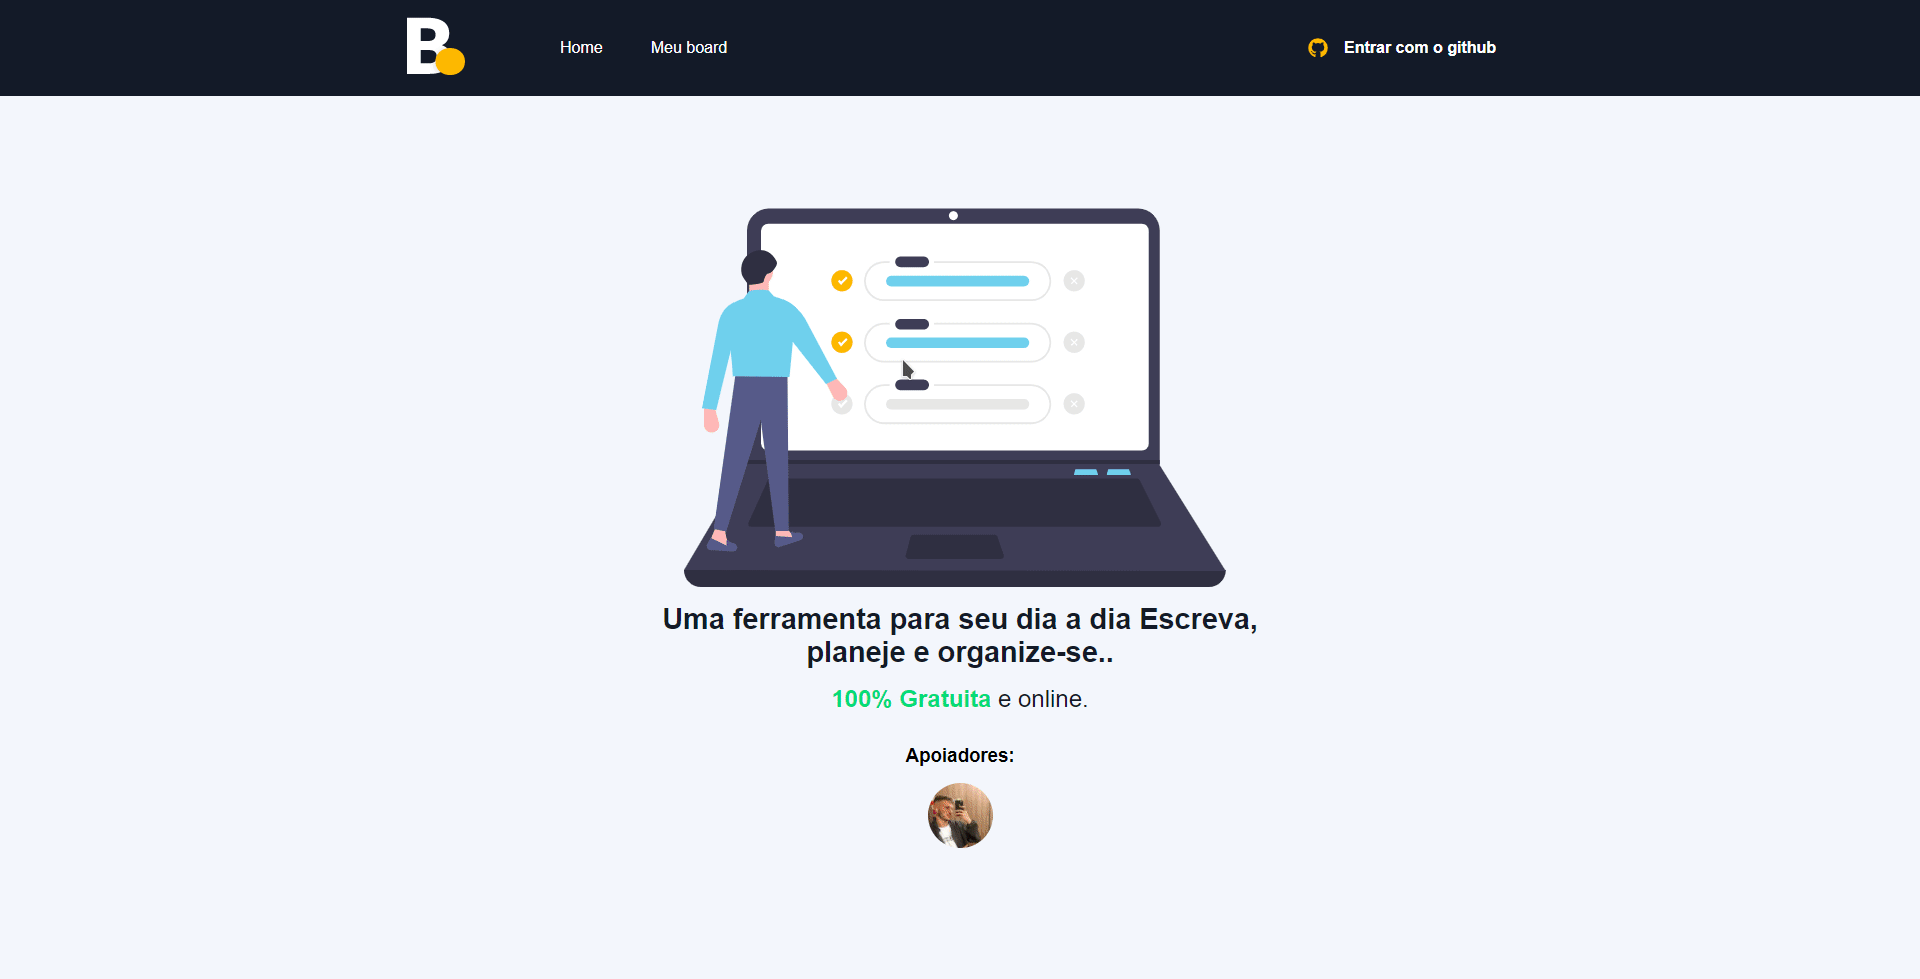 B
Home
Meu board
Entrar com o github
Uma ferramenta para seu dia a dia Escreva,
planeje e organize-se..
100% Gratuita e online.
Apoiadores: